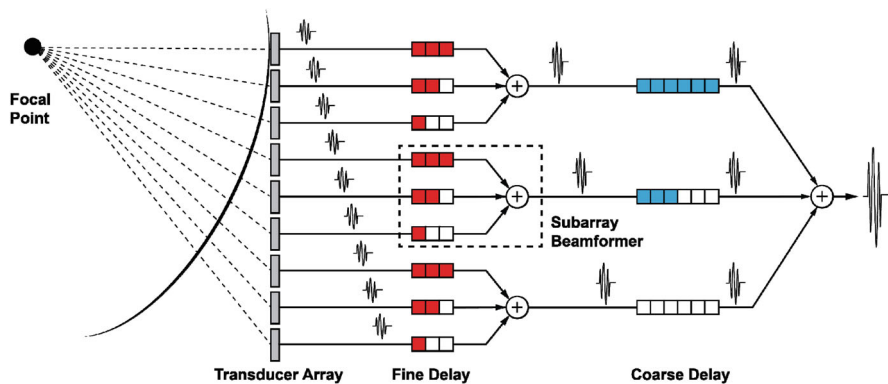 Focal
Point
Subarray
Beamformer
Transducer Array
Fine Delay
Coarse Delay